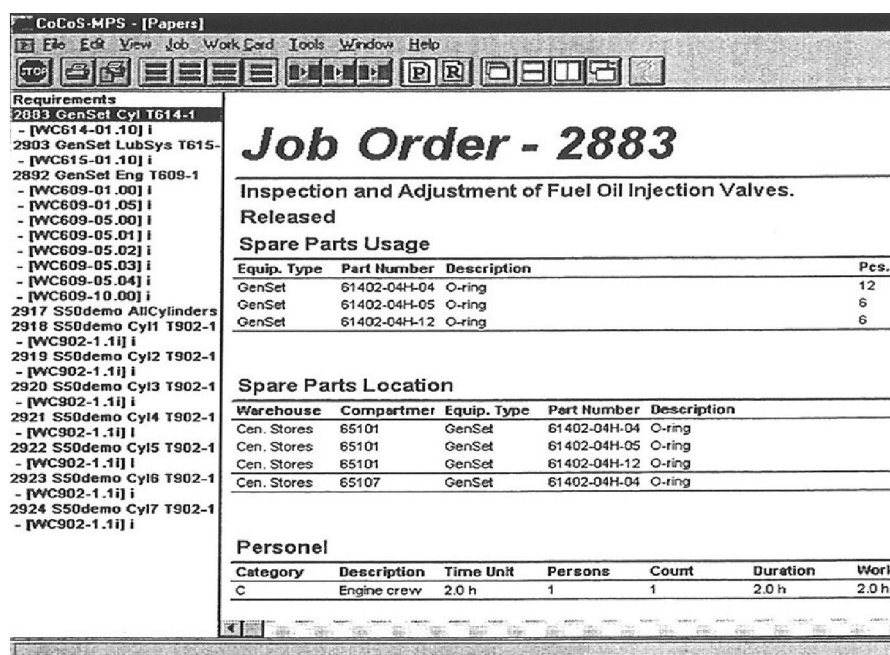 CoCoS-MPS - [Papers]
File Edit View Job Work Card Tools Window Help
STOP P R
Requirements
2883 GenSet Cyl T614-1
- [WC614-01.10] i
2903 GenSet LubSys T615-
- [WC615-01.10] i
2892 GenSet Eng T609-1
- [WC609-01.00] i
- [WC609-01.05] i
- [WC609-05.00] i
- [WC609-05.01] i
- [WC609-05.02] i
- [WC609-05.03] i
- [WC609-05.04] i
- [WC609-10.00] i
2917 S50demo AllCylinders
2918 S50demo Cyl1 T902-1
- [WC902-1.1i] i
2919 S50demo Cyl2 T902-1
- [WC902-1.1i] i
2920 S50demo Cyl3 T902-1
- [WC902-1.1i] i
2921 S50demo Cyl4 T902-1
- [WC902-1.1i] i
2922 S50demo Cyl5 T902-1
- [WC902-1.1i] i
2923 S50demo Cyl6 T902-1
- [WC902-1.1i] i
2924 S50demo Cyl7 T902-1
- [WC902-1.1i] i
Job Order - 2883
Inspection and Adjustment of Fuel Oil Injection Valves.
Released
Spare Parts Usage
Equip. Type Part Number Description Pcs.
GenSet 61402-04H-04 O-ring 12
GenSet 61402-04H-05 O-ring 6
GenSet 61402-04H-12 O-ring 6
Spare Parts Location
Warehouse Compartmer Equip. Type Part Number Description
Cen. Stores 65101 GenSet 61402-04H-04 O-ring
Cen. Stores 65101 GenSet 61402-04H-05 O-ring
Cen. Stores 65101 GenSet 61402-04H-12 O-ring
Cen. Stores 65107 GenSet 61402-04H-04 O-ring
Personel
Category Description Time Unit Persons Count Duration Work
C Engine crew 2.0 h 1 1 2.0 h 2.0 h